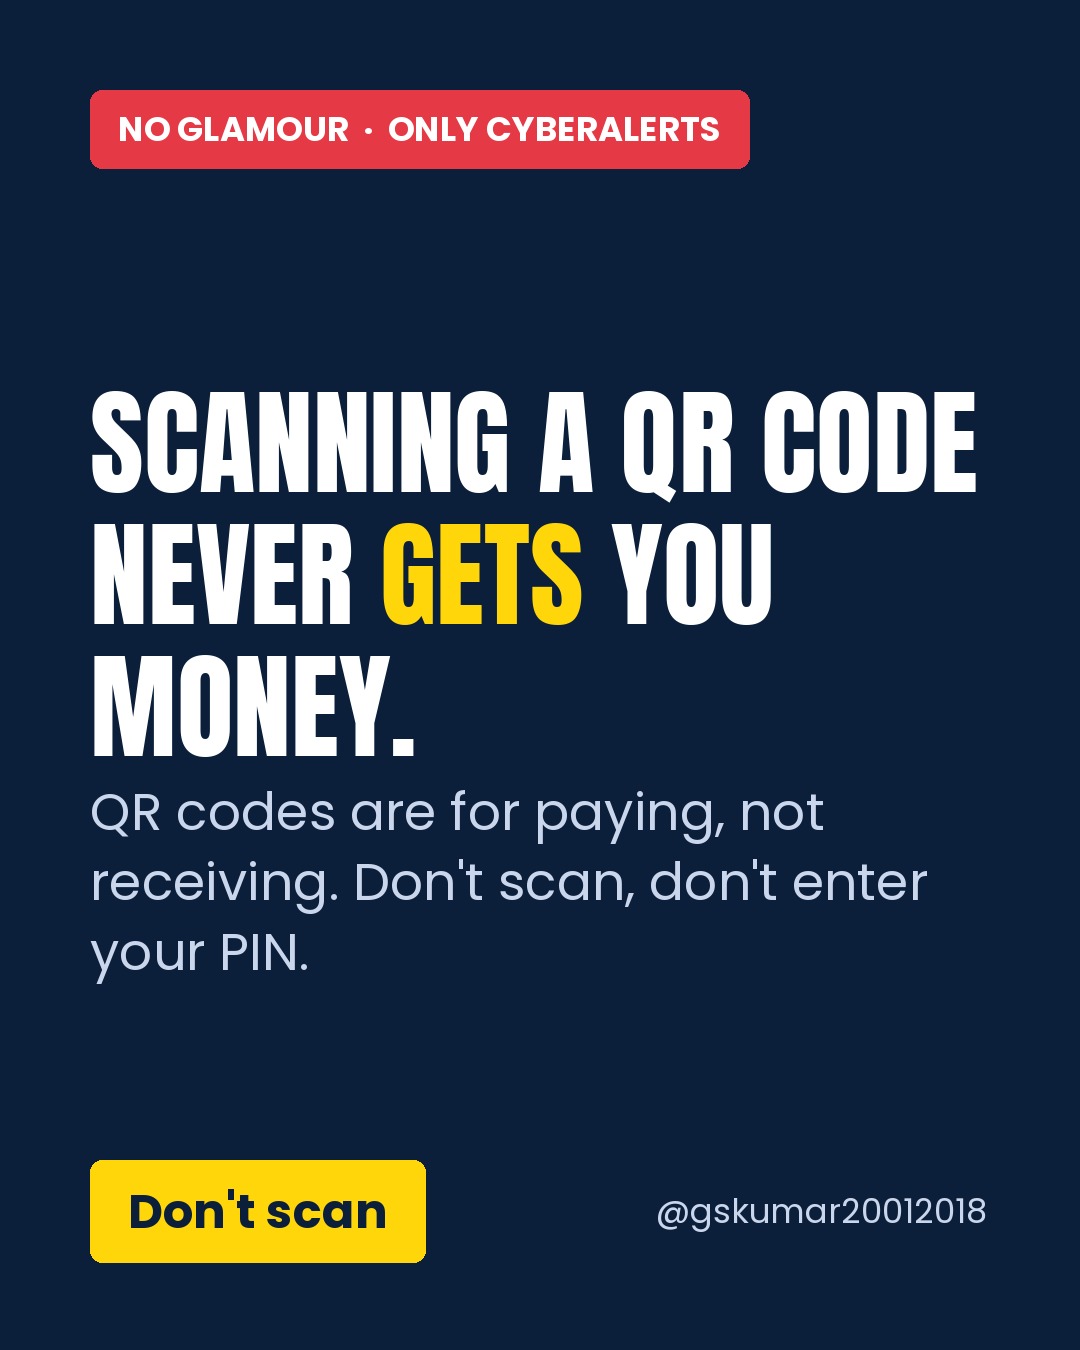 NO GLAMOUR · ONLY CYBERALERTS
SCANNING A QR CODE
NEVER GETS YOU
MONEY.
QR codes are for paying, not
receiving. Don't scan, don't enter
your PIN.
Don't scan
@gskumar20012018